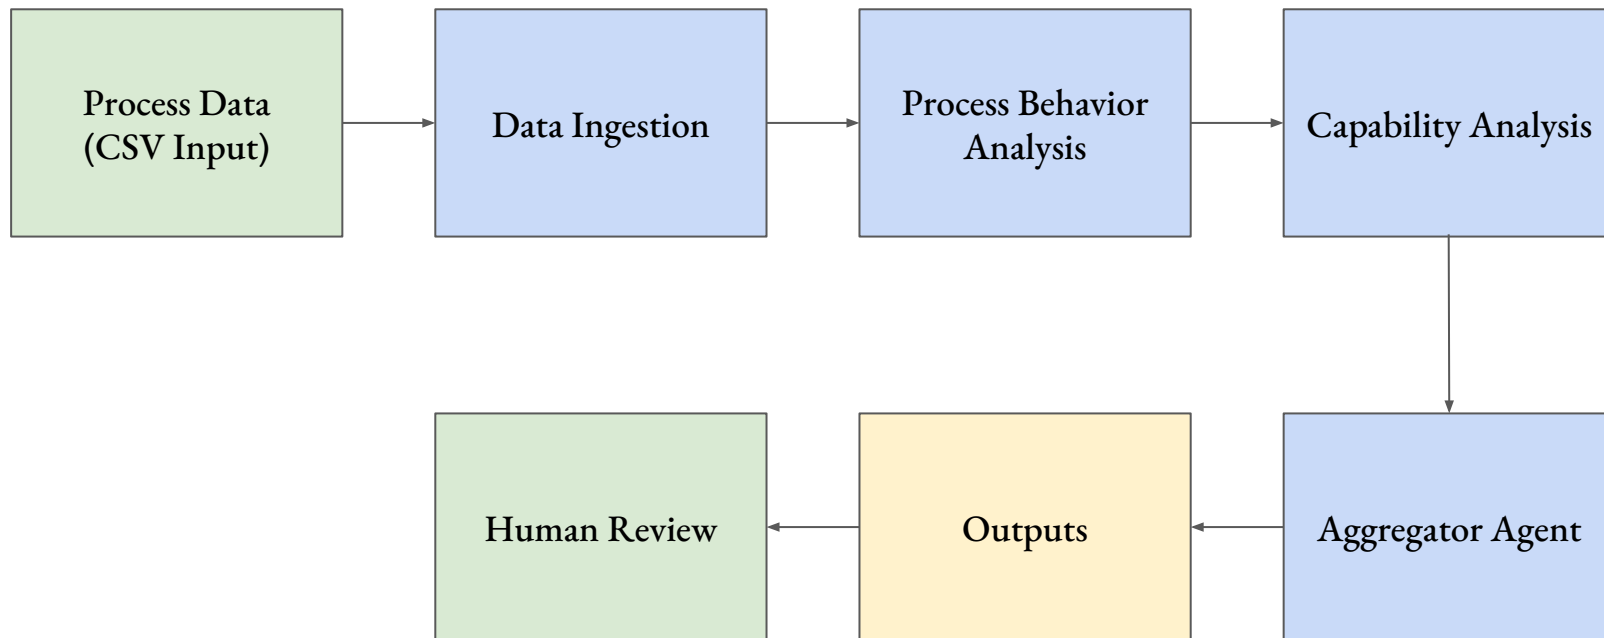 Process Data
(CSV Input)
Data Ingestion
Process Behavior
Analysis
Capability Analysis
Human Review
Outputs
Aggregator Agent